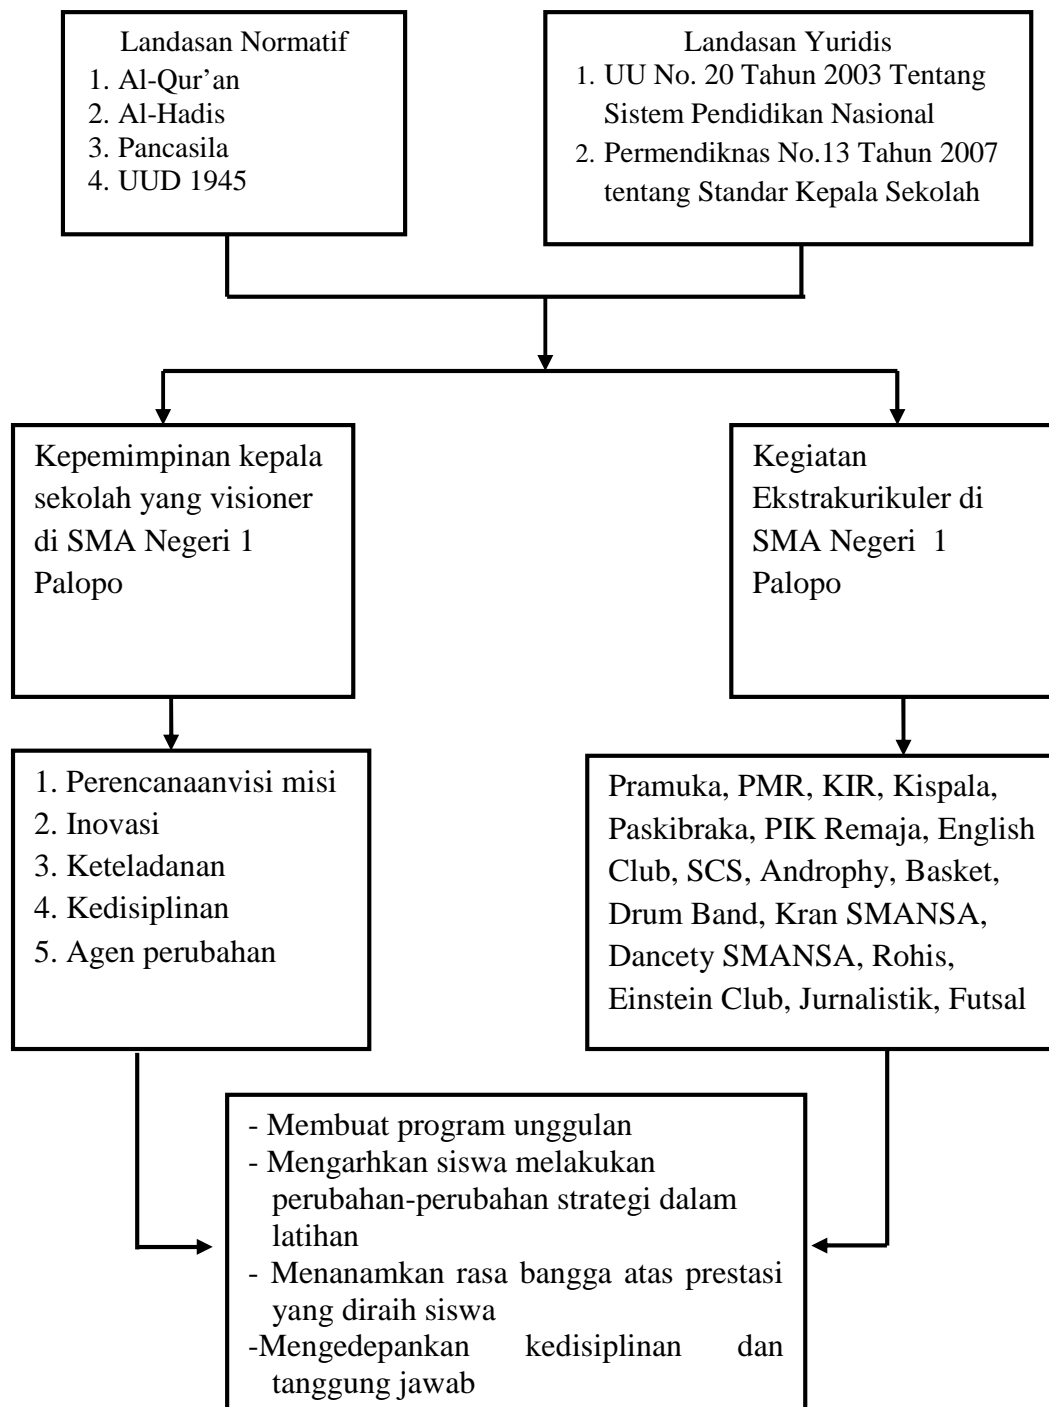 Landasan Normatif
1. Al-Qur’an
2. Al-Hadis
3. Pancasila
4. UUD 1945
Landasan Yuridis
1. UU No. 20 Tahun 2003 Tentang
Sistem Pendidikan Nasional
2. Permendiknas No.13 Tahun 2007
tentang Standar Kepala Sekolah
Kepemimpinan kepala
sekolah yang visioner
di SMA Negeri 1
Palopo
Kegiatan
Ekstrakurikuler di
SMA Negeri 1
Palopo
1. Perencanaanvisi misi
2. Inovasi
3. Keteladanan
4. Kedisiplinan
5. Agen perubahan
Pramuka, PMR, KIR, Kispala,
Paskibraka, PIK Remaja, English
Club, SCS, Androphy, Basket,
Drum Band, Kran SMANSA,
Dancety SMANSA, Rohis,
Einstein Club, Jurnalistik, Futsal
- Membuat program unggulan
- Mengarhkan siswa melakukan
perubahan-perubahan strategi dalam
latihan
- Menanamkan rasa bangga atas prestasi
yang diraih siswa
-Mengedepankan kedisiplinan dan
tanggung jawab